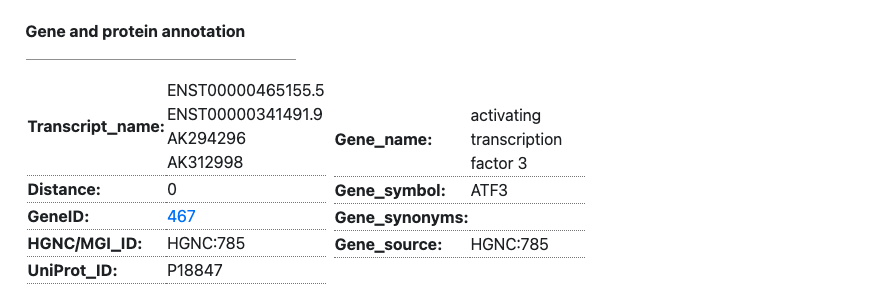 Gene and protein annotation
Transcript_name: ENST00000465155.5
ENST00000341491.9
AK294296
AK312998
Distance: 0
GeneID: 467
HGNC/MGI_ID: HGNC:785
UniProt_ID: P18847
Gene_name: activating
transcription
factor 3
Gene_symbol: ATF3
Gene_synonyms:
Gene_source: HGNC:785